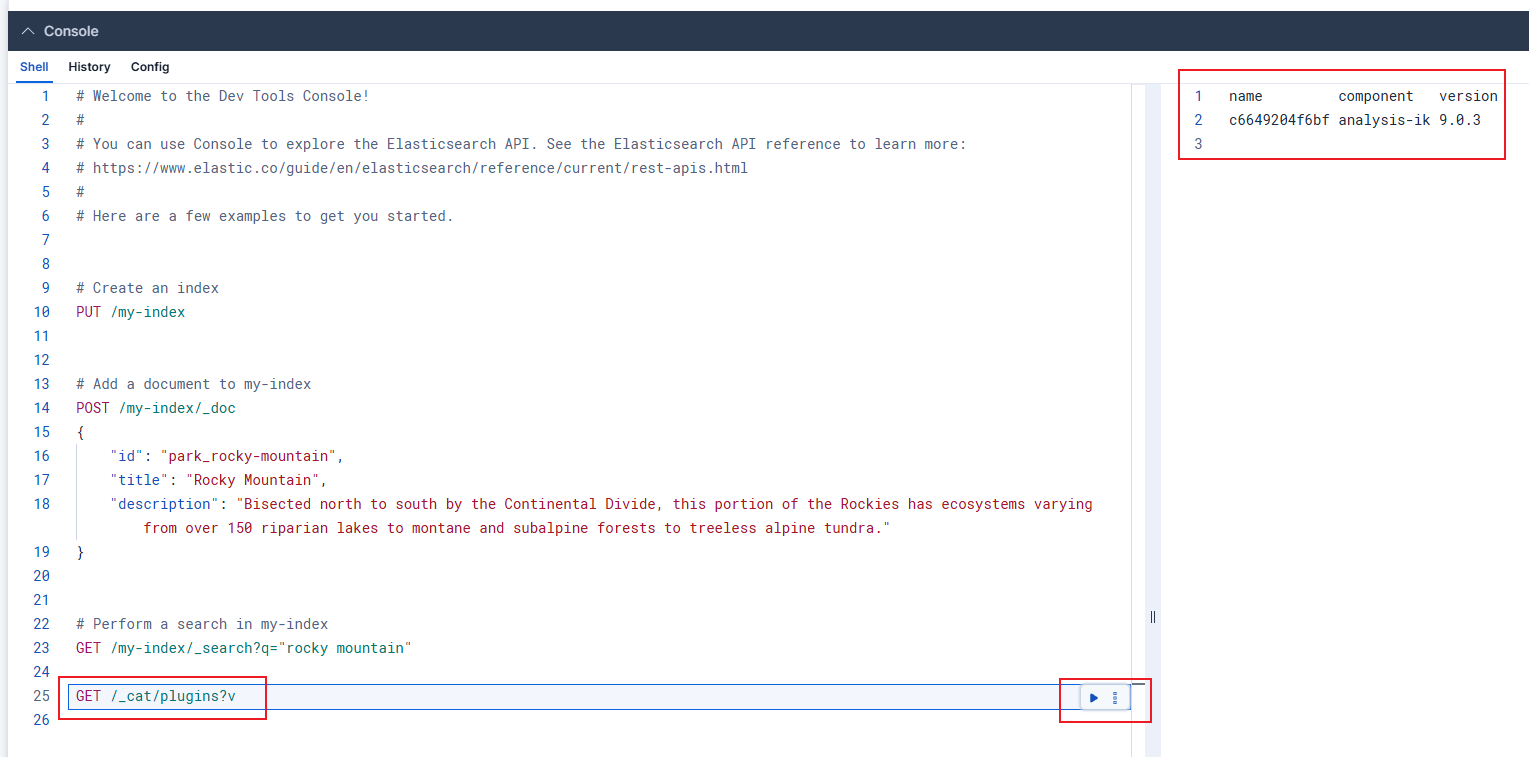 Console
Shell History Config
1 # Welcome to the Dev Tools Console!
2 #
3 # You can use Console to explore the Elasticsearch API. See the Elasticsearch API reference to learn more:
4 # https://www.elastic.co/guide/en/elasticsearch/reference/current/rest-apis.html
5 #
6 # Here are a few examples to get you started.
7
8
9 # Create an index
10 PUT /my-index
11
12
13 # Add a document to my-index
14 POST /my-index/_doc
15 {
16 "id": "park_rocky-mountain",
17 "title": "Rocky Mountain",
18 "description": "Bisected north to south by the Continental Divide, this portion of the Rockies has ecosystems varying
from over 150 riparian lakes to montane and subalpine forests to treeless alpine tundra."
19 }
20
21
22 # Perform a search in my-index
23 GET /my-index/_search?q="rocky mountain"
24
25 GET /_cat/plugins?v
26
1 name component version
2 c6649204f6bf analysis-ik 9.0.3
3